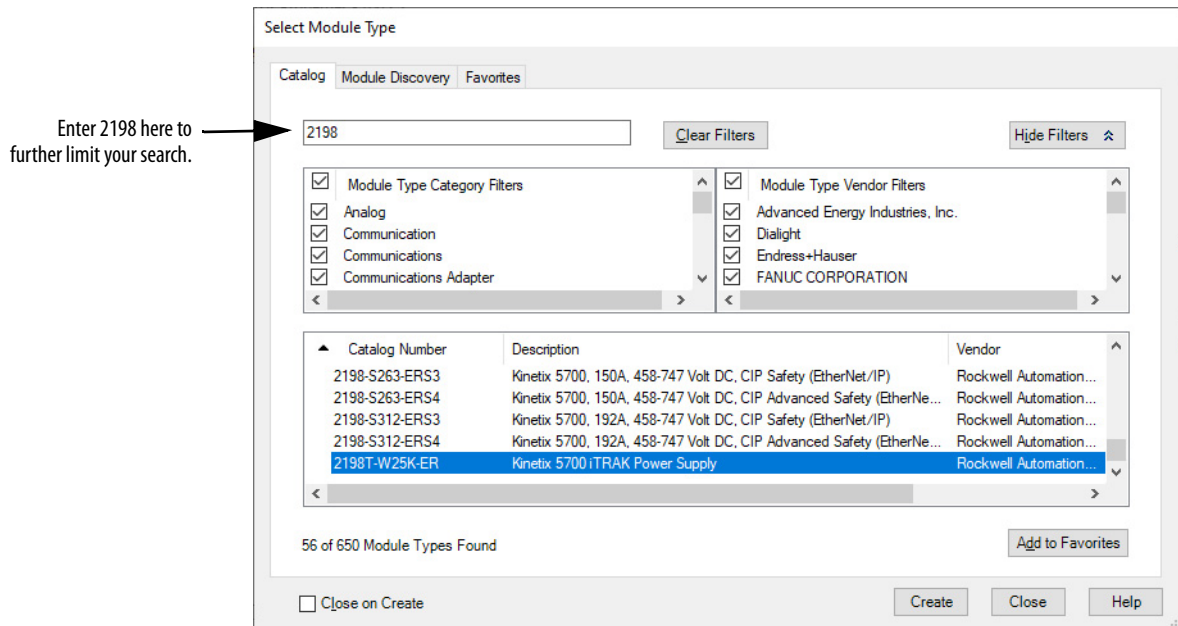 Select Module Type
Catalog Module Discovery Favorites
Enter 2198 here to
further limit your search.
2198
Clear Filters
Hide Filters
Module Type Category Filters
Analog
Communication
Communications
Communications Adapter
Module Type Vendor Filters
Advanced Energy Industries, Inc.
Dialight
Endress+Hauser
FANUC CORPORATION
Catalog Number Description Vendor
2198-S263-ERS3 Kinetix 5700, 150A, 458-747 Volt DC, CIP Safety (EtherNet/IP) Rockwell Automation...
2198-S263-ERS4 Kinetix 5700, 150A, 458-747 Volt DC, CIP Advanced Safety (EtherNe... Rockwell Automation...
2198-S312-ERS3 Kinetix 5700, 192A, 458-747 Volt DC, CIP Safety (EtherNet/IP) Rockwell Automation...
2198-S312-ERS4 Kinetix 5700, 192A, 458-747 Volt DC, CIP Advanced Safety (EtherNe... Rockwell Automation...
2198T-W25K-ER Kinetix 5700 iTRAK Power Supply Rockwell Automation...
56 of 650 Module Types Found
Add to Favorites
Close on Create
Create Close Help